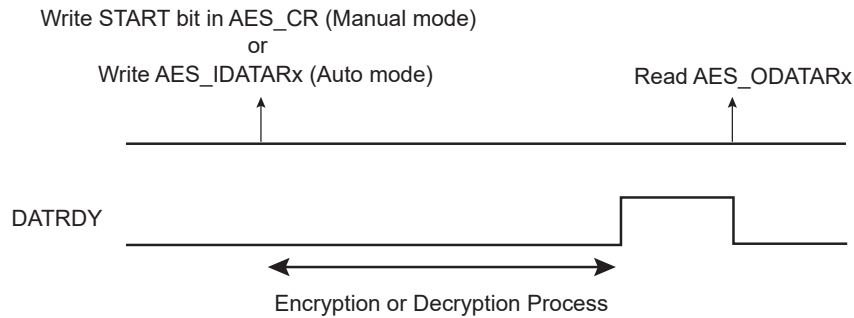 Write START bit in AES_CR (Manual mode)
or
Write AES_IDATARx (Auto mode)
Read AES_ODATARx
DATRDY
Encryption or Decryption Process